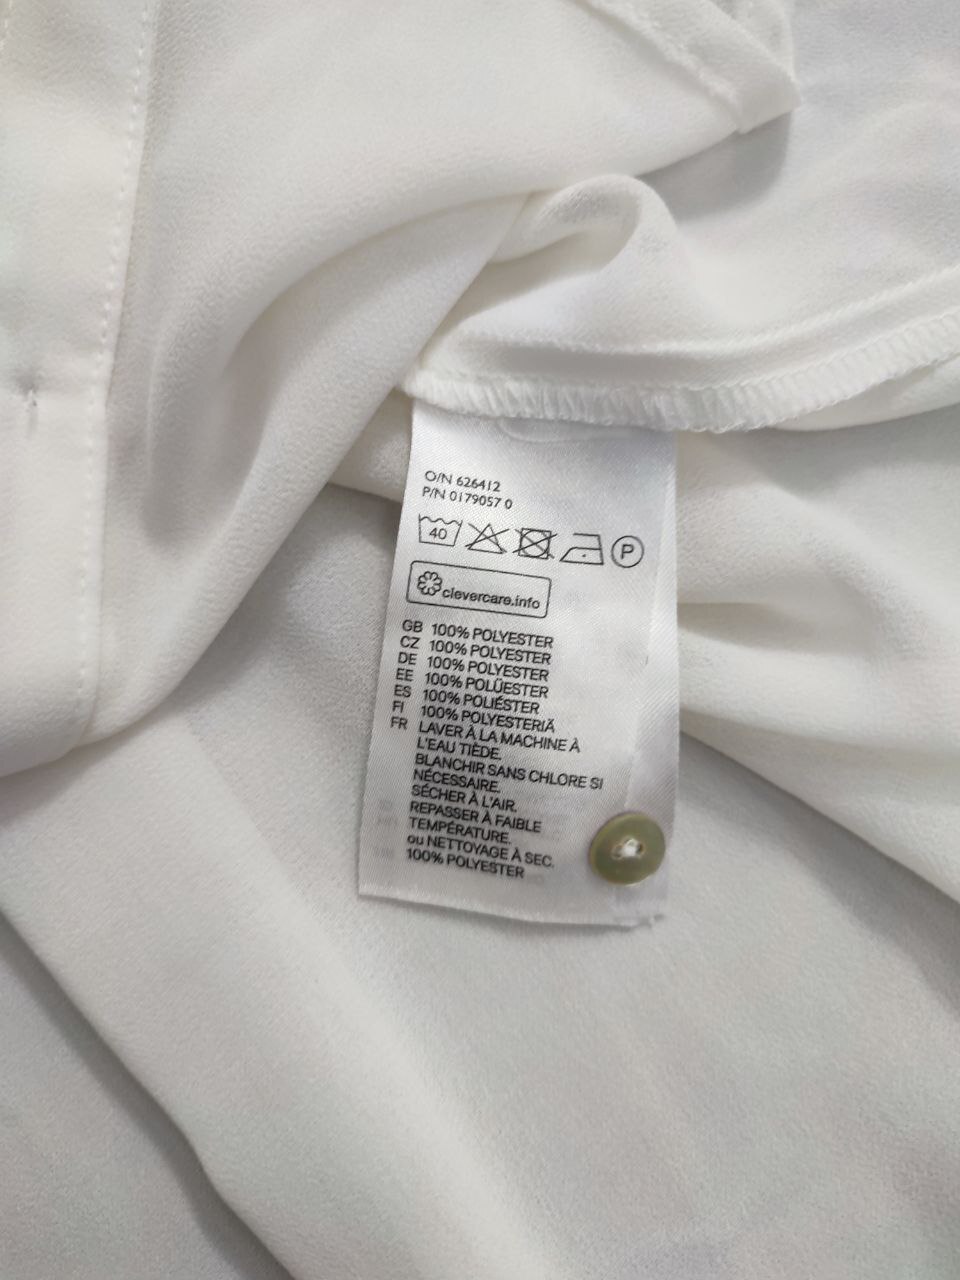 O/N 626412
P/N 0179057 0
40 P
clevercare.info
GB 100% POLYESTER
CZ 100% POLYESTER
DE 100% POLYESTER
EE 100% POLÜESTER
ES 100% POLIÉSTER
FI 100% POLYESTERIÄ
FR LAVER À LA MACHINE À
L'EAU TIÈDE.
BLANCHIR SANS CHLORE SI
NÉCESSAIRE.
SÉCHER À L'AIR.
REPASSER À FAIBLE
TEMPÉRATURE.
ou NETTOYAGE À SEC.
100% POLYESTER